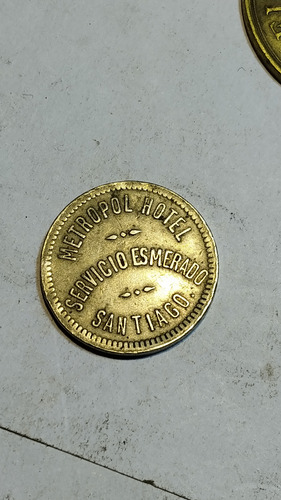 METROPOL HOTEL
SERVICIO ESMERADO
SANTIAGO.